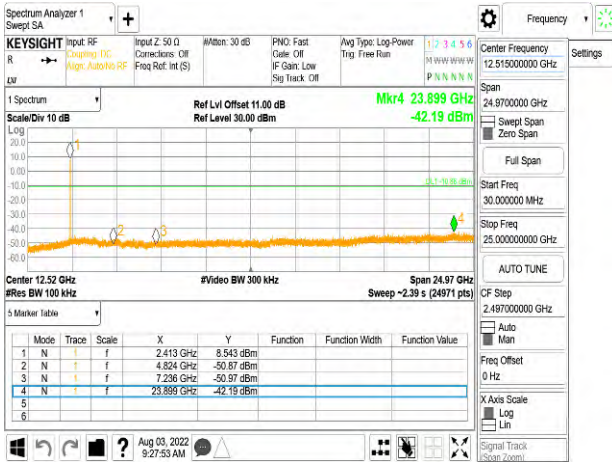 Spectrum Analyzer 1
Swept SA
+
Frequency
KEYSIGHT
R
Input: RF
Coupling: DC
Align: Auto/No RF
Input Z: 50 Ω
Corrections: Off
Freq Ref: Int (S)
#Atten: 30 dB
PNO: Fast
Gate: Off
IF Gain: Low
Sig Track: Off
Avg Type: Log-Power
Trig: Free Run
1 2 3 4 5 6
M W W W W W
P N N N N N
1 Spectrum
Scale/Div 10 dB
Ref Lvl Offset 11.00 dB
Ref Level 30.00 dBm
Mkr4 23.899 GHz
-42.19 dBm
Log
20.0
10.0
0.00
-10.0
-20.0
-30.0
-40.0
-50.0
-60.0
1
2
3
4
Center 12.52 GHz
#Video BW 300 kHz
Span 24.97 GHz
#Res BW 100 kHz
Sweep ~2.39 s (24971 pts)
5 Marker Table
Mode Trace Scale X Y Function Function Width Function Value
1 N 1 f 2.413 GHz 8.543 dBm
2 N 1 f 4.824 GHz -50.87 dBm
3 N 1 f 7.236 GHz -50.97 dBm
4 N 1 f 23.899 GHz -42.19 dBm
5
6
Aug 03, 2022
9:27:53 AM
?
Center Frequency
12.515000000 GHz
Settings
Span
24.9700000 GHz
Swept Span
Zero Span
Full Span
Start Freq
30.000000 MHz
Stop Freq
25.000000000 GHz
AUTO TUNE
CF Step
2.497000000 GHz
Auto
Man
Freq Offset
0 Hz
X Axis Scale
Log
Lin
Signal Track
(Span Zoom)